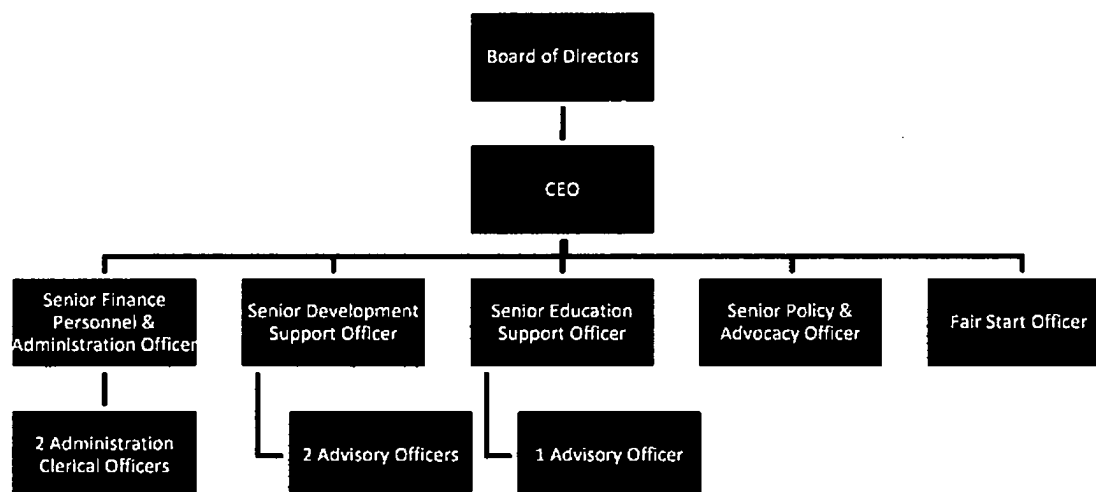 Board of Directors
CEO
Senior Finance
Personnel &
Administration Officer
Senior Development
Support Officer
Senior Education
Support Officer
Senior Policy &
Advocacy Officer
Fair Start Officer
2 Administration
Clerical Officers
2 Advisory Officers
1 Advisory Officer